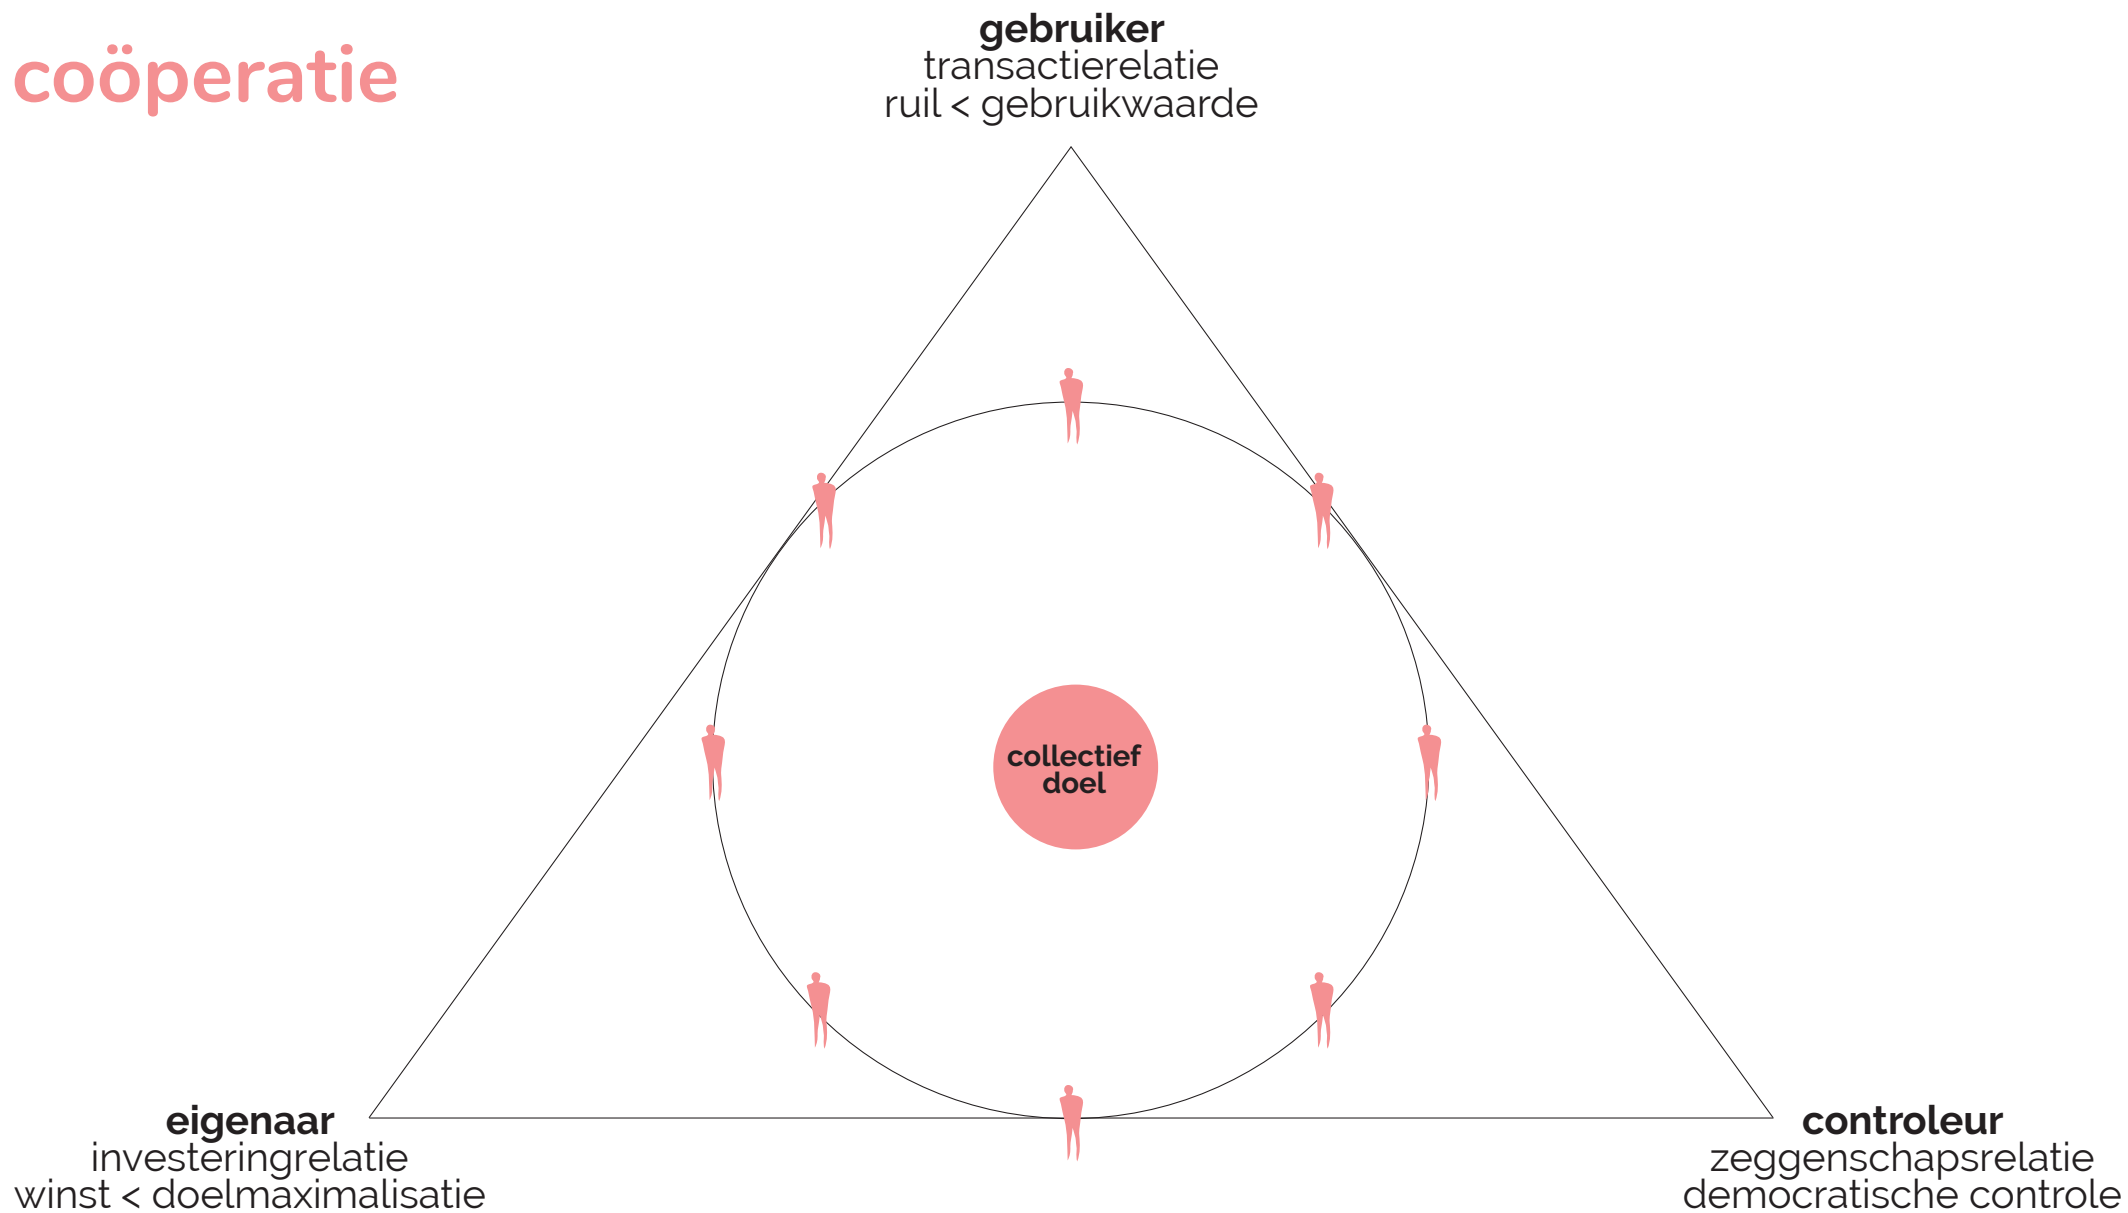 coöperatie
gebruiker
transactierelatie
ruil < gebruikwaarde
collectief
doel
eigenaar
investeringrelatie
winst < doelmaximalisatie
controleur
zeggenschapsrelatie
democratische controle